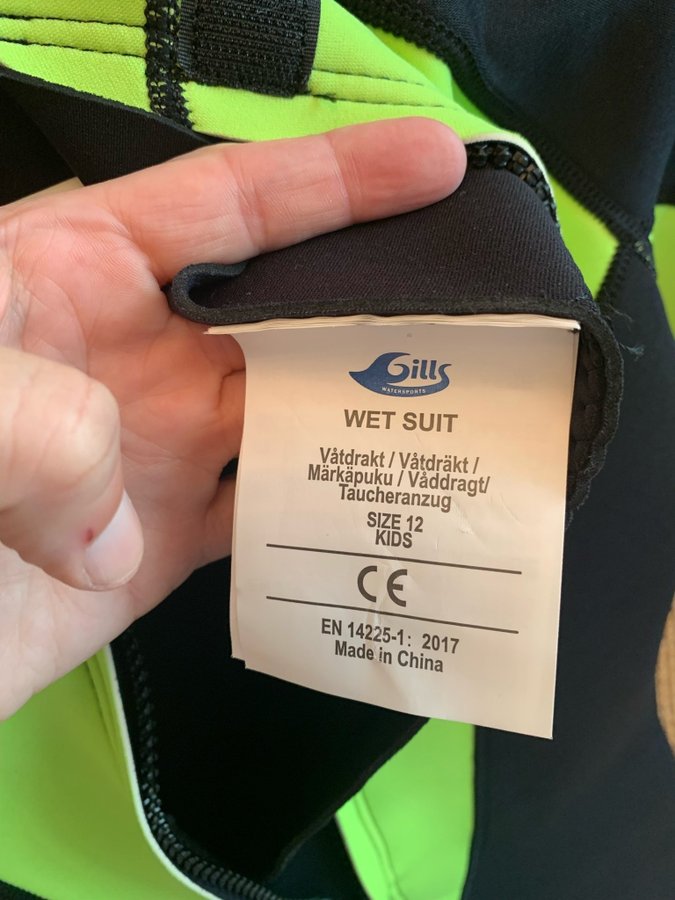 Gills
WATERSPORTS
WET SUIT
Våtdrakt / Våtdräkt /
Märkäpuku / Våddragt/
Taucheranzug
SIZE 12
KIDS
CE
EN 14225-1: 2017
Made in China